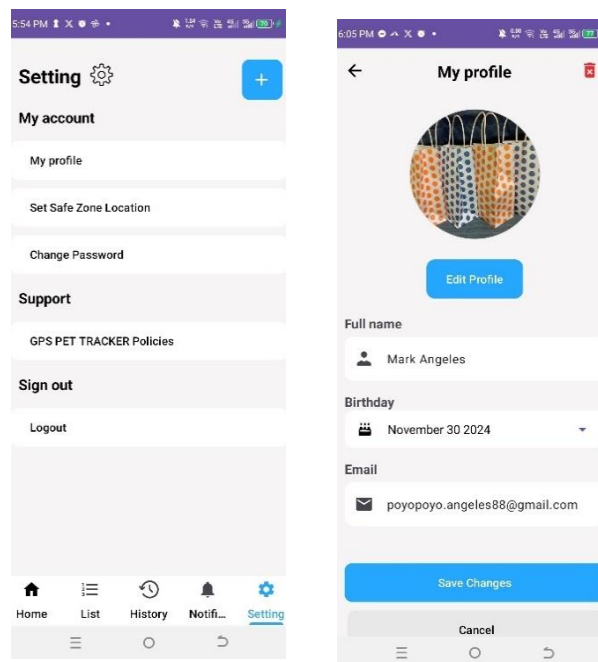 5:54 PM
70
Setting
+
My account
My profile
Set Safe Zone Location
Change Password
Support
GPS PET TRACKER Policies
Sign out
Logout
Home List History Notifi... Setting
6:05 PM
77
My profile
Edit Profile
Full name
Mark Angeles
Birthday
November 30 2024
Email
poyopoyo.angeles88@gmail.com
Save Changes
Cancel